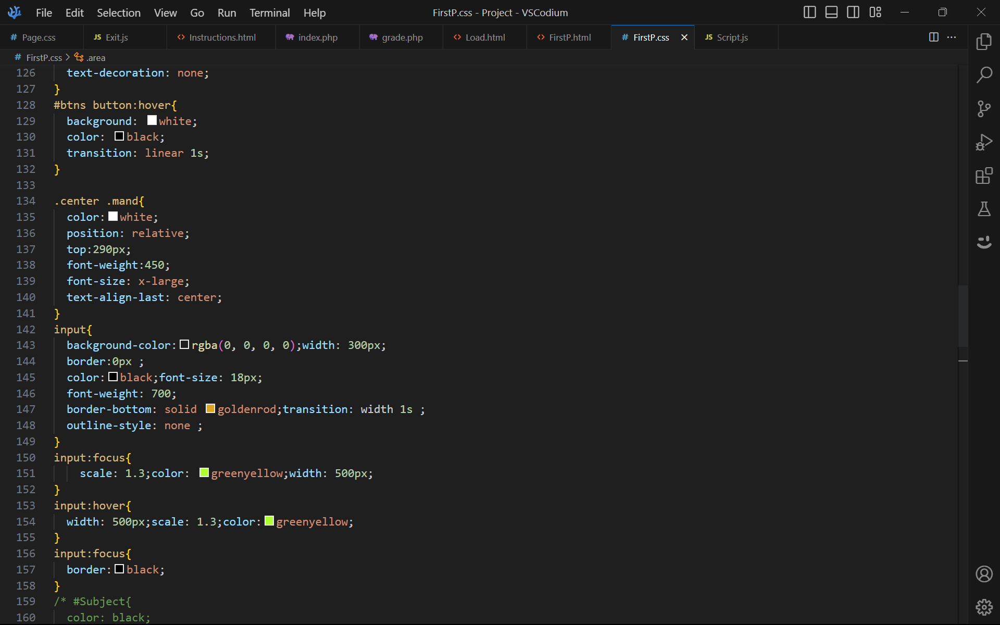 File Edit Selection View Go Run Terminal Help FirstP.css - Project - VSCodium
# Page.css JS Exit.js <> Instructions.html index.php grade.php <> Load.html <> FirstP.html # FirstP.css JS Script.js
# FirstP.css > .area
126 text-decoration: none;
127 }
128 #btns button:hover{
129 background: white;
130 color: black;
131 transition: linear 1s;
132 }
133
134 .center .mand{
135 color:white;
136 position: relative;
137 top:290px;
138 font-weight:450;
139 font-size: x-large;
140 text-align-last: center;
141 }
142 input{
143 background-color:rgba(0, 0, 0, 0);width: 300px;
144 border:0px ;
145 color:black;font-size: 18px;
146 font-weight: 700;
147 border-bottom: solid goldenrod;transition: width 1s ;
148 outline-style: none ;
149 }
150 input:focus{
151 scale: 1.3;color: greenyellow;width: 500px;
152 }
153 input:hover{
154 width: 500px;scale: 1.3;color:greenyellow;
155 }
156 input:focus{
157 border:black;
158 }
159 /* #Subject{
160 color: black;